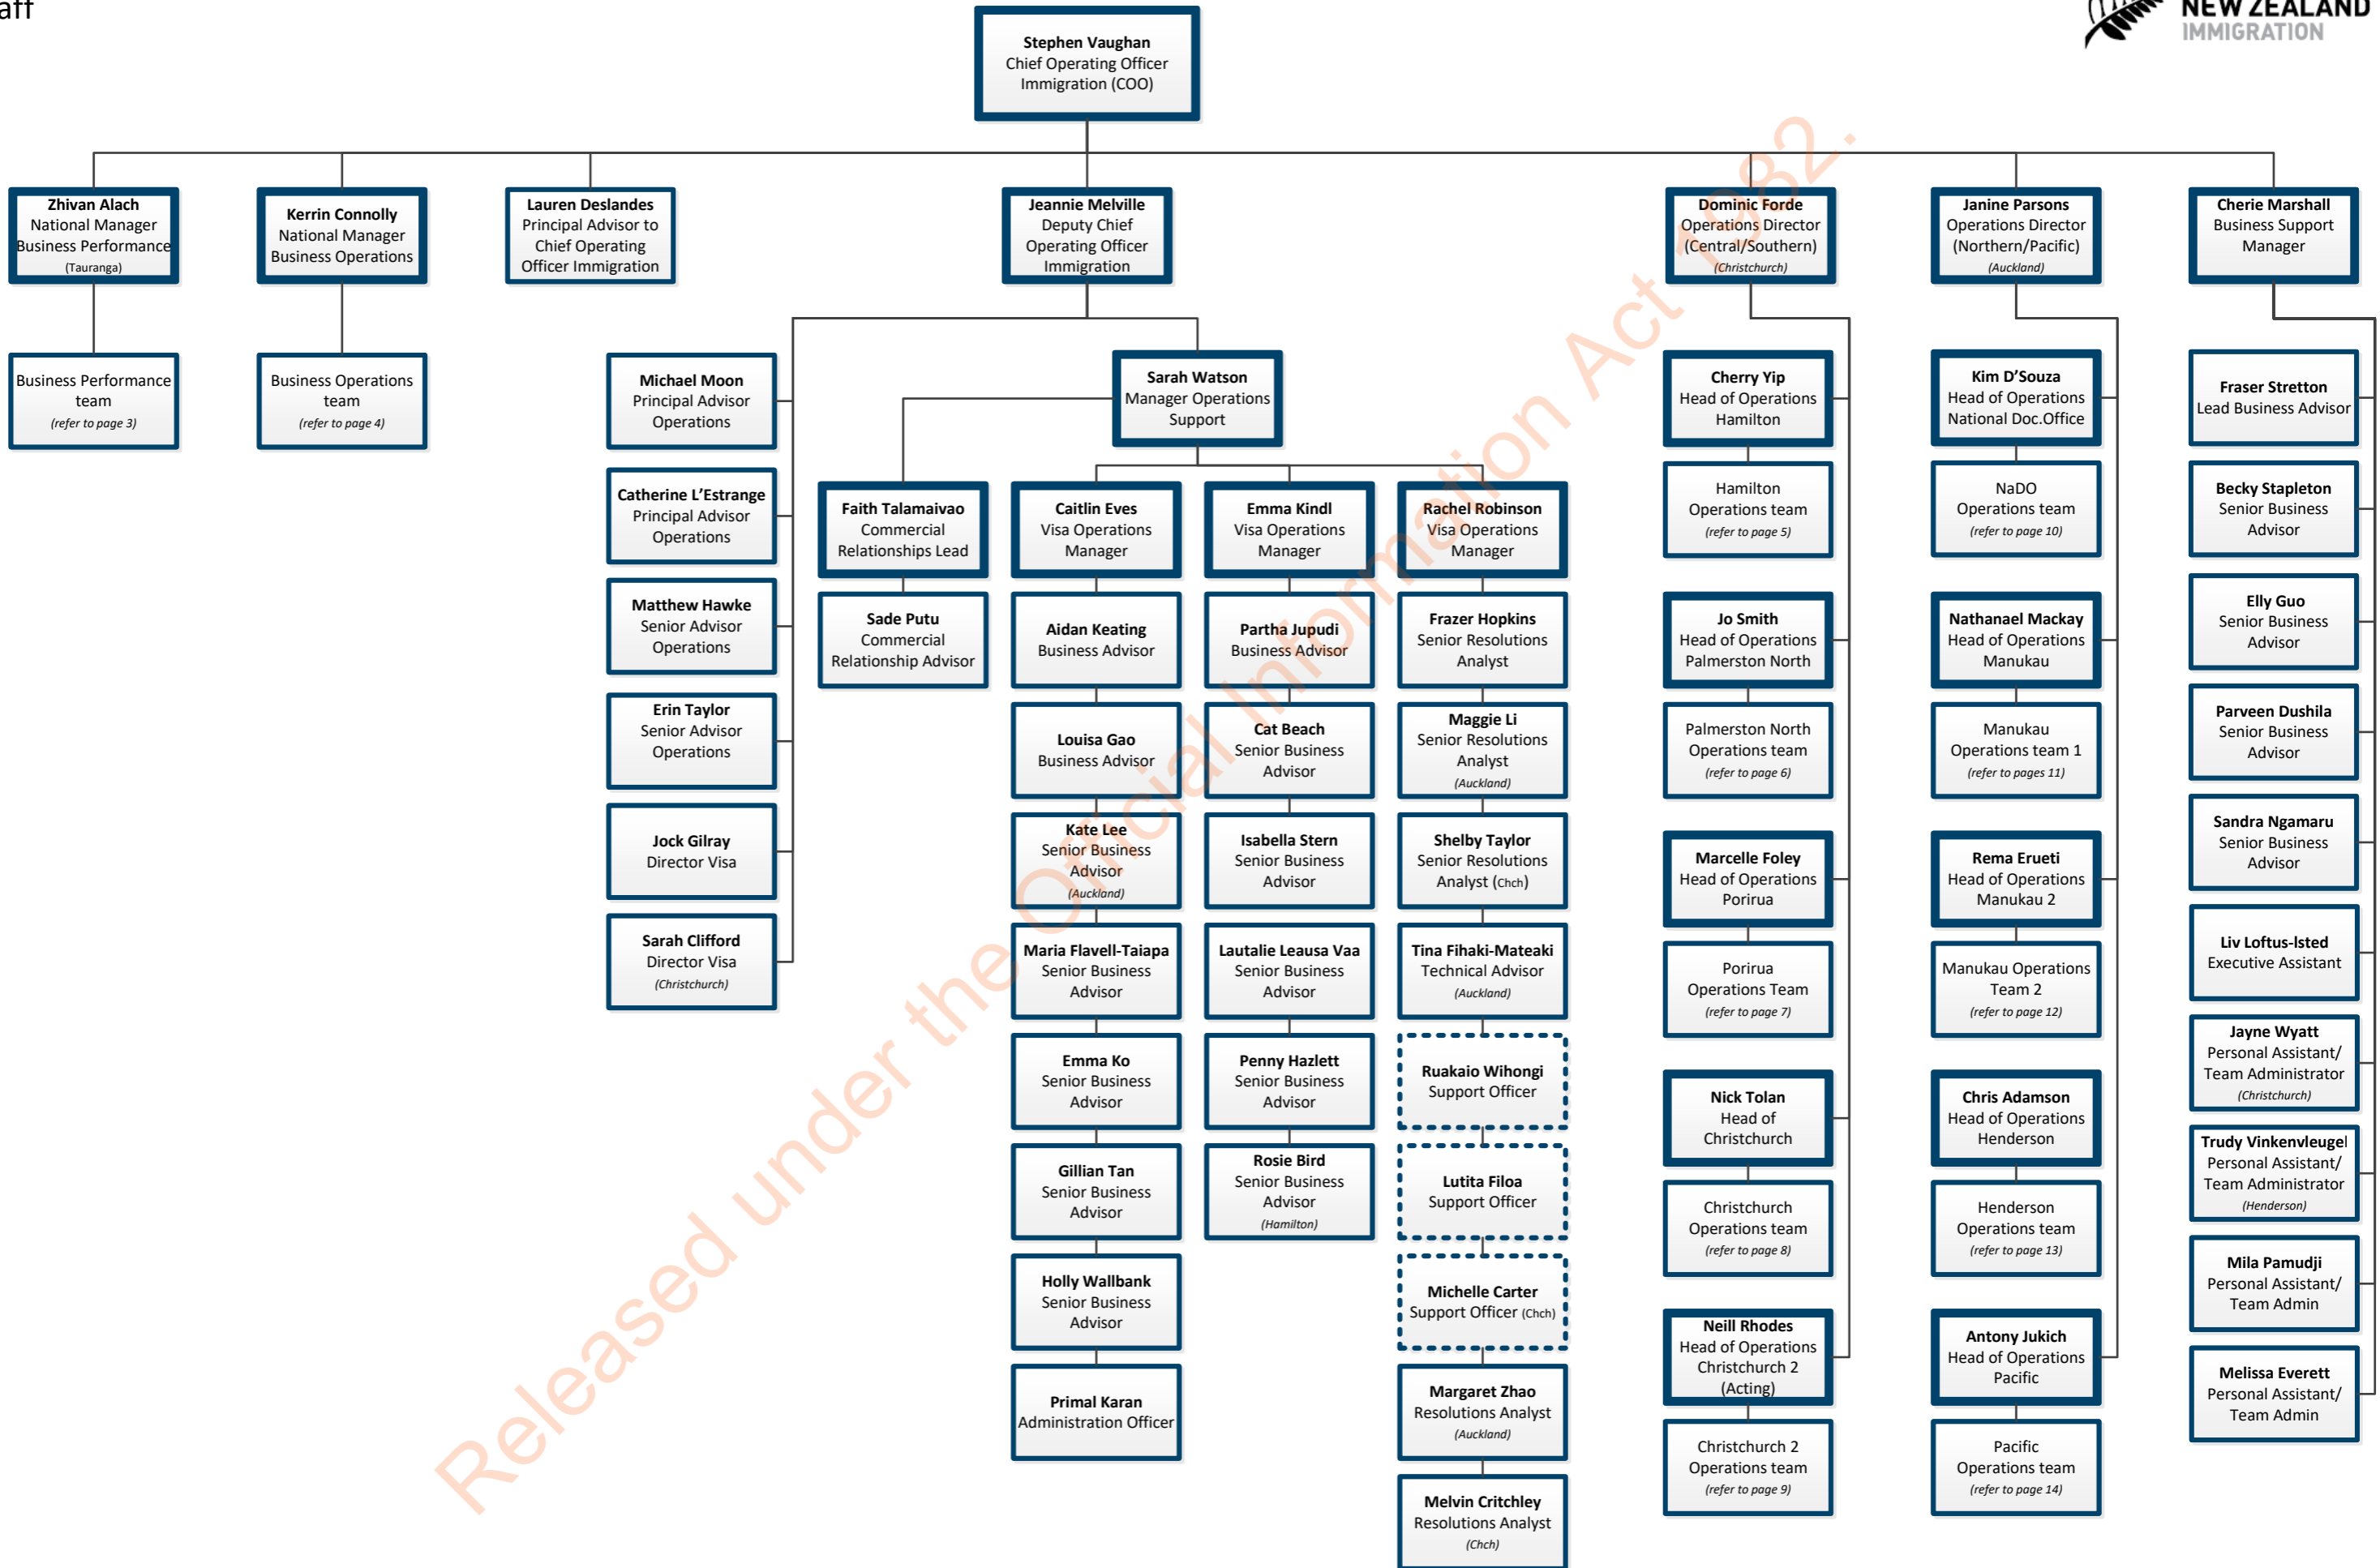 aff
NEW ZEALAND
IMMIGRATION
Stephen Vaughan
Chief Operating Officer
Immigration (COO)
Zhivan Alach
National Manager
Business Performance
(Tauranga)
Kerrin Connolly
National Manager
Business Operations
Lauren Deslandes
Principal Advisor to
Chief Operating
Officer Immigration
Jeannie Melville
Deputy Chief
Operating Officer
Immigration
Dominic Forde
Operations Director
(Central/Southern)
(Christchurch)
Janine Parsons
Operations Director
(Northern/Pacific)
(Auckland)
Cherie Marshall
Business Support
Manager
Business Performance
team
(refer to page 3)
Business Operations
team
(refer to page 4)
Michael Moon
Principal Advisor
Operations
Catherine L’Estrange
Principal Advisor
Operations
Matthew Hawke
Senior Advisor
Operations
Erin Taylor
Senior Advisor
Operations
Jock Gilray
Director Visa
Sarah Clifford
Director Visa
(Christchurch)
Sarah Watson
Manager Operations
Support
Faith Talamaivao
Commercial
Relationships Lead
Sade Putu
Commercial
Relationship Advisor
Caitlin Eves
Visa Operations
Manager
Aidan Keating
Business Advisor
Louisa Gao
Business Advisor
Kate Lee
Senior Business
Advisor
(Auckland)
Maria Flavell-Taiapa
Senior Business
Advisor
Emma Ko
Senior Business
Advisor
Gillian Tan
Senior Business
Advisor
Holly Wallbank
Senior Business
Advisor
Primal Karan
Administration Officer
Emma Kindl
Visa Operations
Manager
Partha Jupudi
Business Advisor
Cat Beach
Senior Business
Advisor
Isabella Stern
Senior Business
Advisor
Lautalie Leausa Vaa
Senior Business
Advisor
Penny Hazlett
Senior Business
Advisor
Rosie Bird
Senior Business
Advisor
(Hamilton)
Rachel Robinson
Visa Operations
Manager
Frazer Hopkins
Senior Resolutions
Analyst
Maggie Li
Senior Resolutions
Analyst
(Auckland)
Shelby Taylor
Senior Resolutions
Analyst (Chch)
Tina Fihaki-Mateaki
Technical Advisor
(Auckland)
Ruakaio Wihongi
Support Officer
Lutita Filoa
Support Officer
Michelle Carter
Support Officer (Chch)
Margaret Zhao
Resolutions Analyst
(Auckland)
Melvin Critchley
Resolutions Analyst
(Chch)
Cherry Yip
Head of Operations
Hamilton
Hamilton
Operations team
(refer to page 5)
Jo Smith
Head of Operations
Palmerston North
Palmerston North
Operations team
(refer to page 6)
Marcelle Foley
Head of Operations
Porirua
Porirua
Operations Team
(refer to page 7)
Nick Tolan
Head of
Christchurch
Christchurch
Operations team
(refer to page 8)
Neill Rhodes
Head of Operations
Christchurch 2
(Acting)
Christchurch 2
Operations team
(refer to page 9)
Kim D’Souza
Head of Operations
National Doc.Office
NaDO
Operations team
(refer to page 10)
Nathanael Mackay
Head of Operations
Manukau
Manukau
Operations team 1
(refer to pages 11)
Rema Erueti
Head of Operations
Manukau 2
Manukau Operations
Team 2
(refer to page 12)
Chris Adamson
Head of Operations
Henderson
Henderson
Operations team
(refer to page 13)
Antony Jukich
Head of Operations
Pacific
Pacific
Operations team
(refer to page 14)
Fraser Stretton
Lead Business Advisor
Becky Stapleton
Senior Business
Advisor
Elly Guo
Senior Business
Advisor
Parveen Dushila
Senior Business
Advisor
Sandra Ngamaru
Senior Business
Advisor
Liv Loftus-Isted
Executive Assistant
Jayne Wyatt
Personal Assistant/
Team Administrator
(Christchurch)
Trudy Vinkenvleugel
Personal Assistant/
Team Administrator
(Henderson)
Mila Pamudji
Personal Assistant/
Team Admin
Melissa Everett
Personal Assistant/
Team Admin
Released under the Official Information Act 1982.